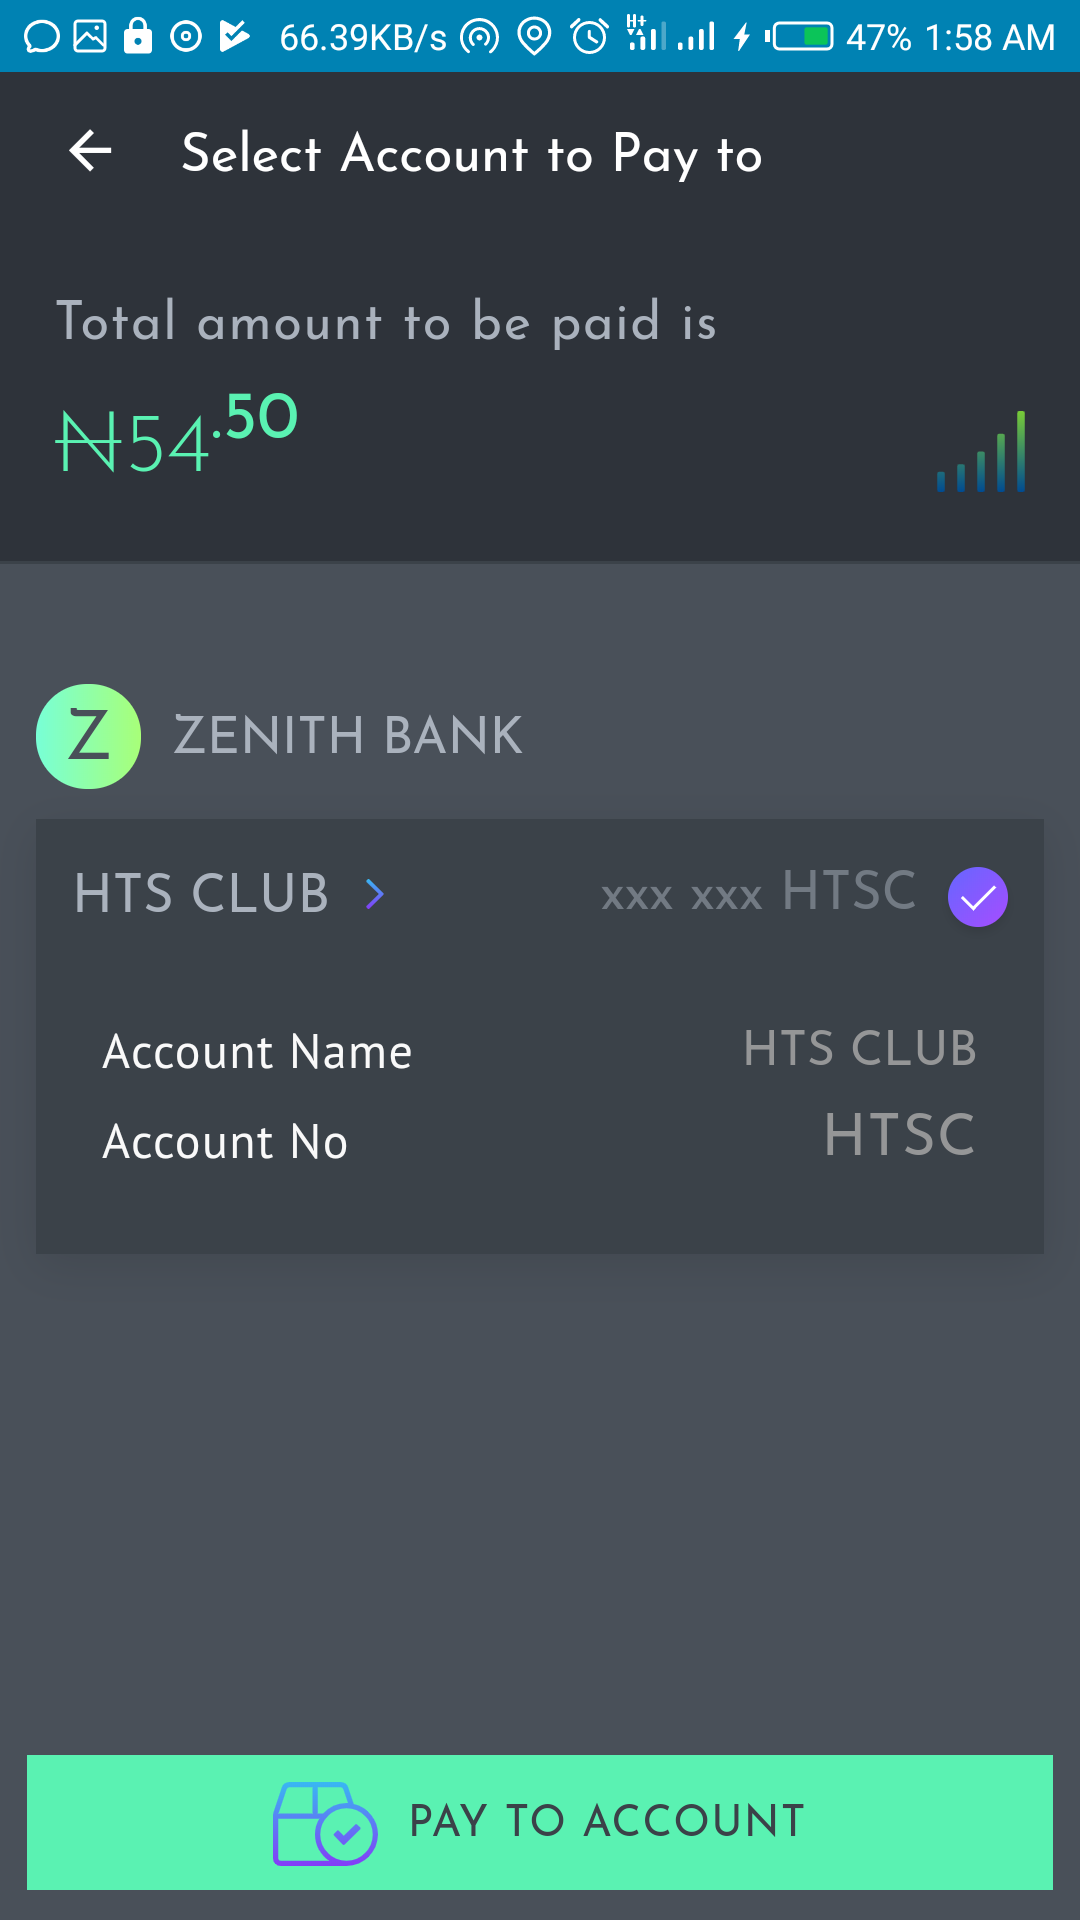 66.39KB/s H+ 47% 1:58 AM
Select Account to Pay to
Total amount to be paid is
₦54.50
Z ZENITH BANK
HTS CLUB xxx xxx HTSC
Account Name HTS CLUB
Account No HTSC
PAY TO ACCOUNT